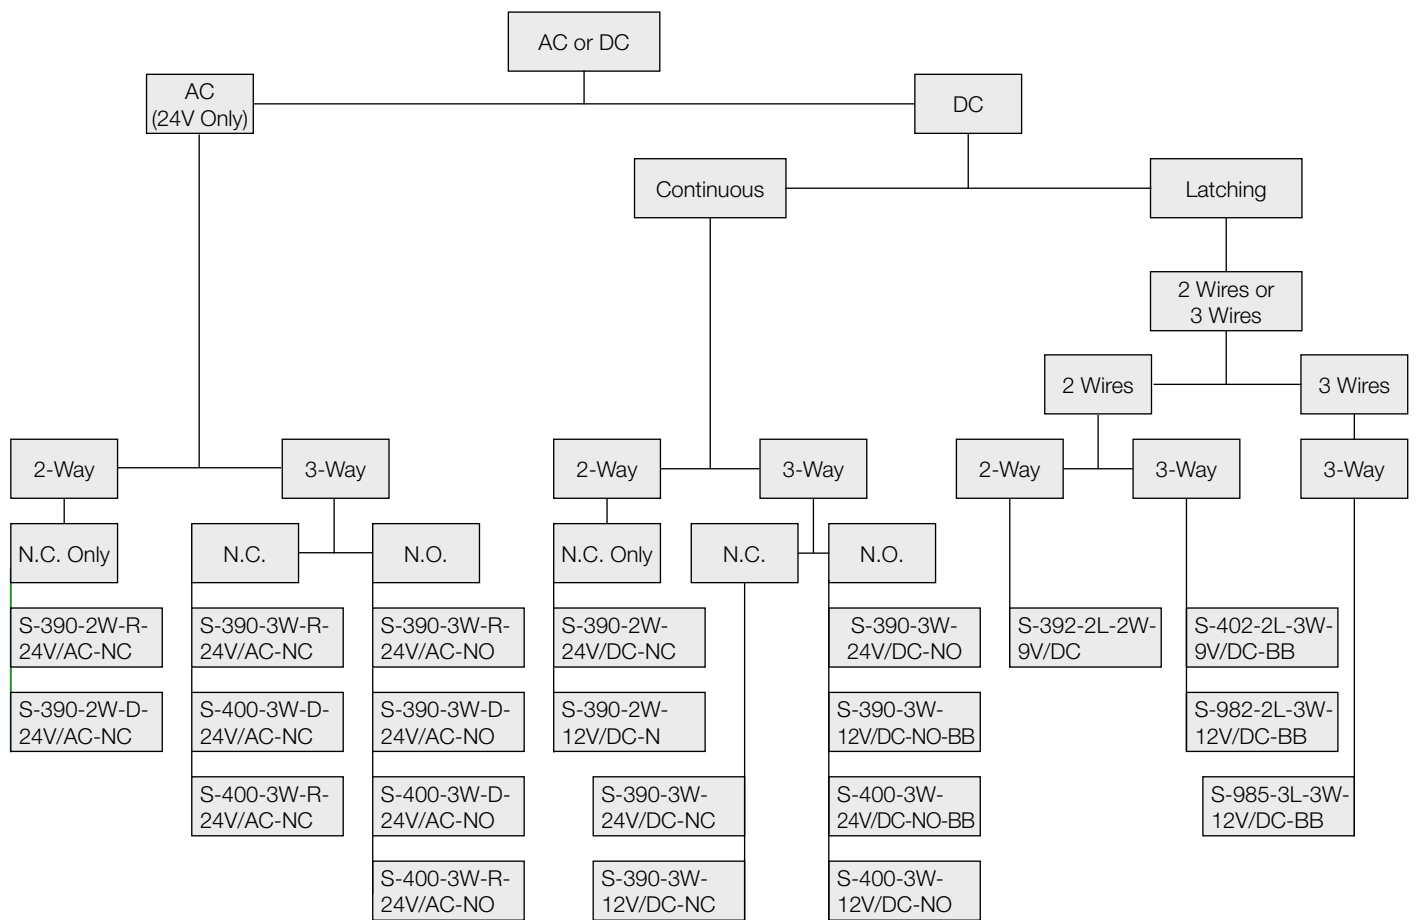 AC or DC
AC
(24V Only)
DC
Continuous
Latching
2 Wires or
3 Wires
2 Wires
3 Wires
2-Way
3-Way
2-Way
3-Way
2-Way
3-Way
3-Way
N.C. Only
N.C.
N.O.
N.C. Only
N.C.
N.O.
S-390-2W-R-
24V/AC-NC
S-390-3W-R-
24V/AC-NC
S-390-3W-R-
24V/AC-NO
S-390-2W-
24V/DC-NC
S-390-3W-
24V/DC-NO
S-392-2L-2W-
9V/DC
S-402-2L-3W-
9V/DC-BB
S-390-2W-D-
24V/AC-NC
S-400-3W-D-
24V/AC-NC
S-390-3W-D-
24V/AC-NO
S-390-2W-
12V/DC-N
S-390-3W-
12V/DC-NO-BB
S-982-2L-3W-
12V/DC-BB
S-400-3W-R-
24V/AC-NC
S-400-3W-D-
24V/AC-NO
S-390-3W-
24V/DC-NC
S-400-3W-
24V/DC-NO-BB
S-985-3L-3W-
12V/DC-BB
S-400-3W-R-
24V/AC-NO
S-390-3W-
12V/DC-NC
S-400-3W-
12V/DC-NO